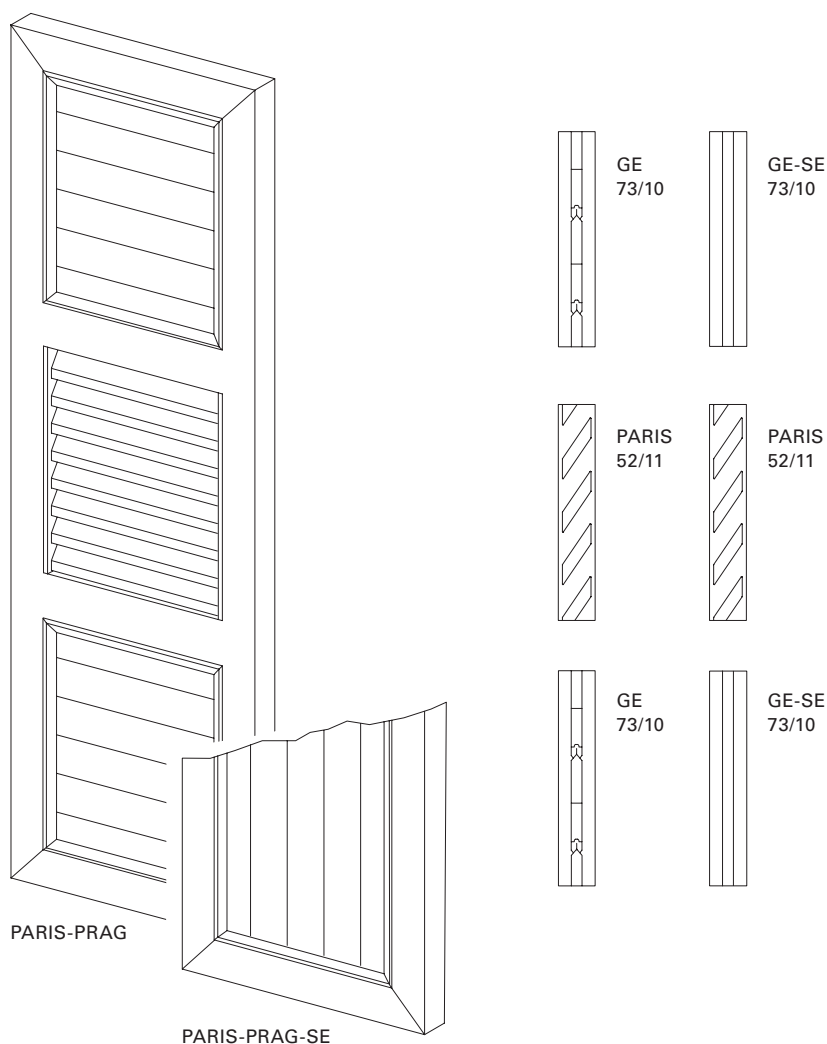 GE
73/10
GE-SE
73/10
PARIS
52/11
PARIS
52/11
GE
73/10
GE-SE
73/10
PARIS-PRAG
PARIS-PRAG-SE